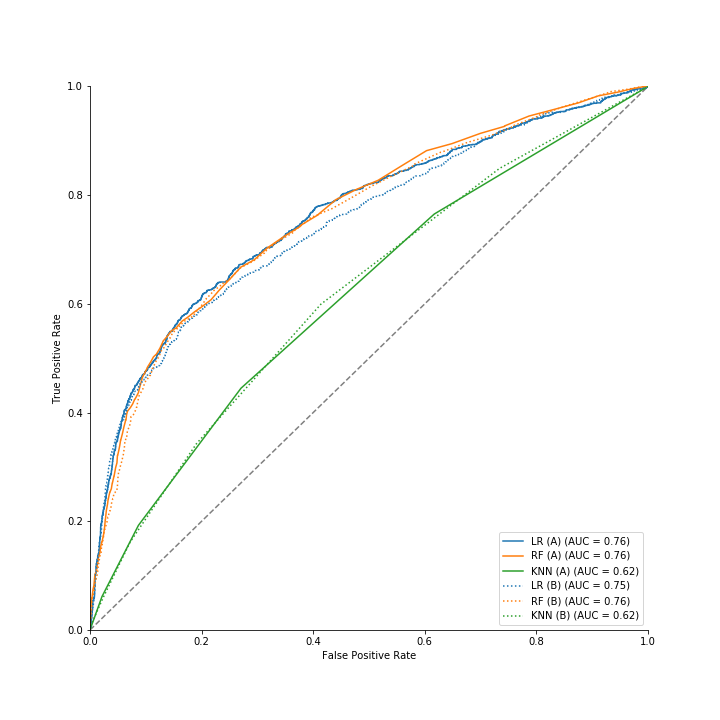 1.0
0.8
0.6
0.4
0.2
0.0
True Positive Rate
LR (A) (AUC = 0.76)
RF (A) (AUC = 0.76)
KNN (A) (AUC = 0.62)
LR (B) (AUC = 0.75)
RF (B) (AUC = 0.76)
KNN (B) (AUC = 0.62)
0.0 0.2 0.4 0.6 0.8 1.0
False Positive Rate